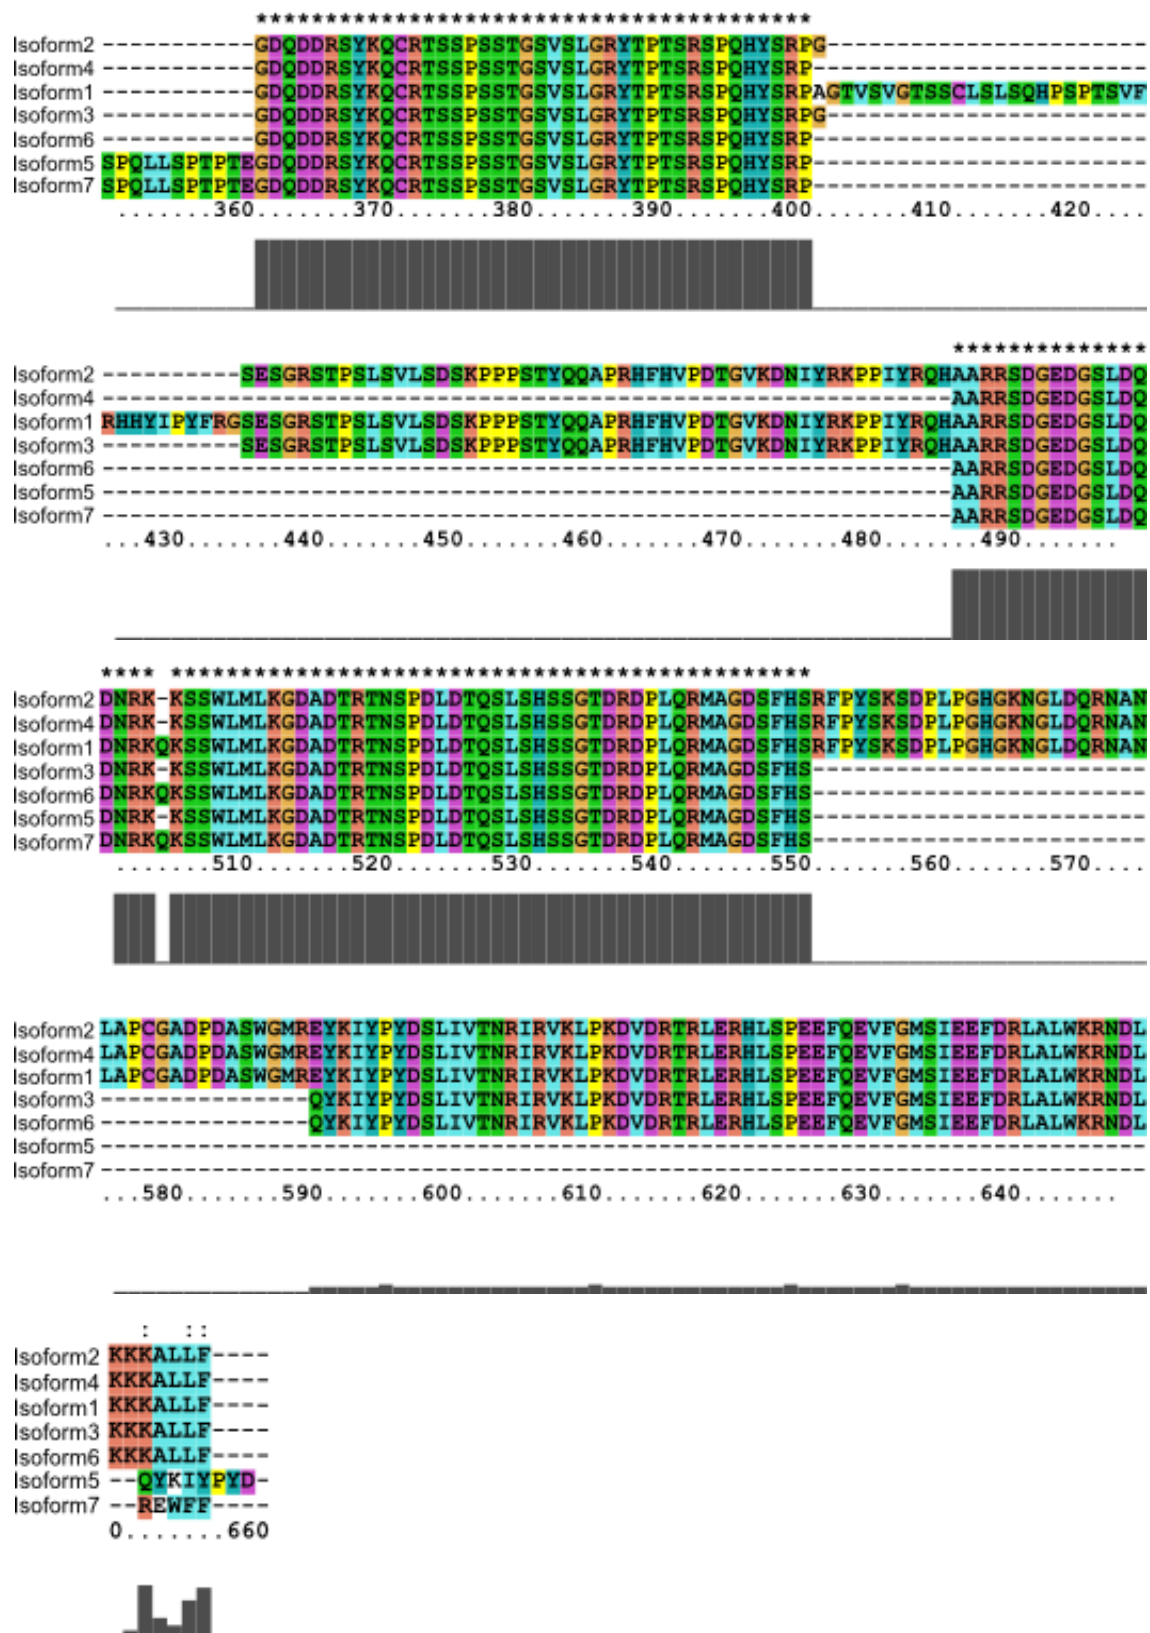 ****************************************
Isoform2 -----------GDQDDRSYKQCRTSSPSSTGSVSLGRYTPTSRSPQHYSRPG-----------------------
Isoform4 -----------GDQDDRSYKQCRTSSPSSTGSVSLGRYTPTSRSPQHYSRP------------------------
Isoform1 -----------GDQDDRSYKQCRTSSPSSTGSVSLGRYTPTSRSPQHYSRPAGTVSVGTSSCLSLSQHPSPTSVF
Isoform3 -----------GDQDDRSYKQCRTSSPSSTGSVSLGRYTPTSRSPQHYSRPG-----------------------
Isoform6 -----------GDQDDRSYKQCRTSSPSSTGSVSLGRYTPTSRSPQHYSRP------------------------
Isoform5 SPQLLSPTPTEGDQDDRSYKQCRTSSPSSTGSVSLGRYTPTSRSPQHYSRP------------------------
Isoform7 SPQLLSPTPTEGDQDDRSYKQCRTSSPSSTGSVSLGRYTPTSRSPQHYSRP------------------------
......360.......370.......380.......390.......400.......410.......420....
**************
Isoform2 ----------SESGRSTPSLSVLSDSKPPPSTYQQAPRHFHVPDTGVKDNIYRKPPIYRQHAARRSDGEDGSLDQ
Isoform4 -------------------------------------------------------------AARRSDGEDGSLDQ
Isoform1 RHHYIPYFRGSESGRSTPSLSVLSDSKPPPSTYQQAPRHFHVPDTGVKDNIYRKPPIYRQHAARRSDGEDGSLDQ
Isoform3 ----------SESGRSTPSLSVLSDSKPPPSTYQQAPRHFHVPDTGVKDNIYRKPPIYRQHAARRSDGEDGSLDQ
Isoform6 -------------------------------------------------------------AARRSDGEDGSLDQ
Isoform5 -------------------------------------------------------------AARRSDGEDGSLDQ
Isoform7 -------------------------------------------------------------AARRSDGEDGSLDQ
...430.......440.......450.......460.......470.......480.......490.......
**** **********************************************
Isoform2 DNRK-KSSWLMLKGDADTRTNSPDLDTQSLSHSSGTDRDPLQRMAGDSFHSRFPYSKSDPLPGHGKNGLDQRNAN
Isoform4 DNRK-KSSWLMLKGDADTRTNSPDLDTQSLSHSSGTDRDPLQRMAGDSFHSRFPYSKSDPLPGHGKNGLDQRNAN
Isoform1 DNRKQKSSWLMLKGDADTRTNSPDLDTQSLSHSSGTDRDPLQRMAGDSFHSRFPYSKSDPLPGHGKNGLDQRNAN
Isoform3 DNRK-KSSWLMLKGDADTRTNSPDLDTQSLSHSSGTDRDPLQRMAGDSFHS------------------------
Isoform6 DNRKQKSSWLMLKGDADTRTNSPDLDTQSLSHSSGTDRDPLQRMAGDSFHS------------------------
Isoform5 DNRK-KSSWLMLKGDADTRTNSPDLDTQSLSHSSGTDRDPLQRMAGDSFHS------------------------
Isoform7 DNRKQKSSWLMLKGDADTRTNSPDLDTQSLSHSSGTDRDPLQRMAGDSFHS------------------------
......510.......520.......530.......540.......550.......560.......570....
Isoform2 LAPCGADPDASWGMREYKIYPYDSLIVTNRIRVKLPKDVDRTRLERHLSPEEFQEVFGMSIEEFDRLALWKRNDL
Isoform4 LAPCGADPDASWGMREYKIYPYDSLIVTNRIRVKLPKDVDRTRLERHLSPEEFQEVFGMSIEEFDRLALWKRNDL
Isoform1 LAPCGADPDASWGMREYKIYPYDSLIVTNRIRVKLPKDVDRTRLERHLSPEEFQEVFGMSIEEFDRLALWKRNDL
Isoform3 ---------------QYKIYPYDSLIVTNRIRVKLPKDVDRTRLERHLSPEEFQEVFGMSIEEFDRLALWKRNDL
Isoform6 ---------------QYKIYPYDSLIVTNRIRVKLPKDVDRTRLERHLSPEEFQEVFGMSIEEFDRLALWKRNDL
Isoform5 ---------------------------------------------------------------------------
Isoform7 ---------------------------------------------------------------------------
...580.......590.......600.......610.......620.......630.......640.......
:  ::
Isoform2 KKKALLF----
Isoform4 KKKALLF----
Isoform1 KKKALLF----
Isoform3 KKKALLF----
Isoform6 KKKALLF----
Isoform5 --QYKIYPYD-
Isoform7 --REWFF----
0.......660